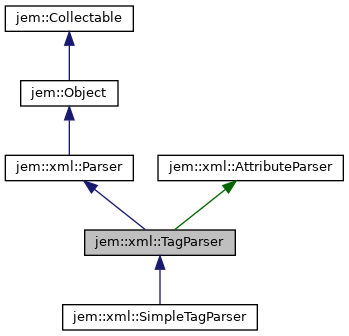 jem::Collectable
jem::Object
jem::xml::Parser
jem::xml::AttributeParser
jem::xml::TagParser
jem::xml::SimpleTagParser